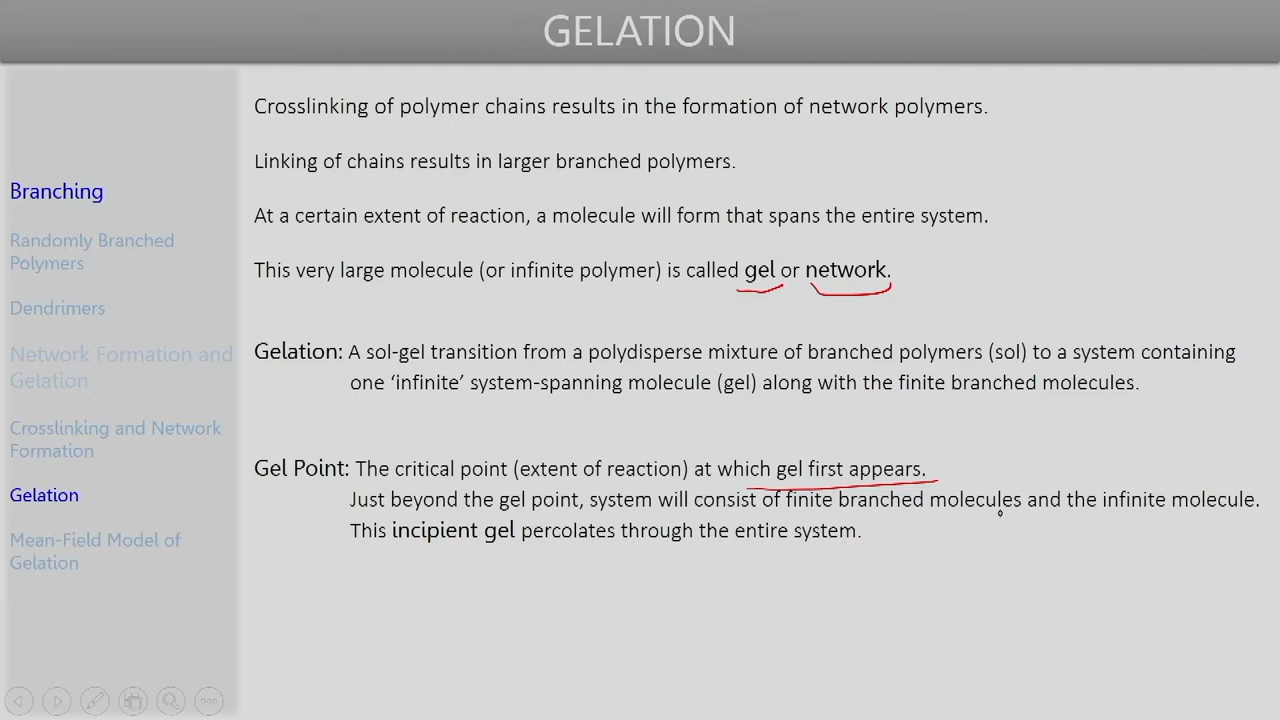 GELATION
Branching
Randomly Branched
Polymers
Dendrimers
Network Formation and
Gelation
Crosslinking and Network
Formation
Gelation
Mean-Field Model of
Gelation
Crosslinking of polymer chains results in the formation of network polymers.
Linking of chains results in larger branched polymers.
At a certain extent of reaction, a molecule will form that spans the entire system.
This very large molecule (or infinite polymer) is called gel or network.
Gelation: A sol-gel transition from a polydisperse mixture of branched polymers (sol) to a system containing
one ‘infinite’ system-spanning molecule (gel) along with the finite branched molecules.
Gel Point: The critical point (extent of reaction) at which gel first appears.
Just beyond the gel point, system will consist of finite branched molecules and the infinite molecule.
This incipient gel percolates through the entire system.